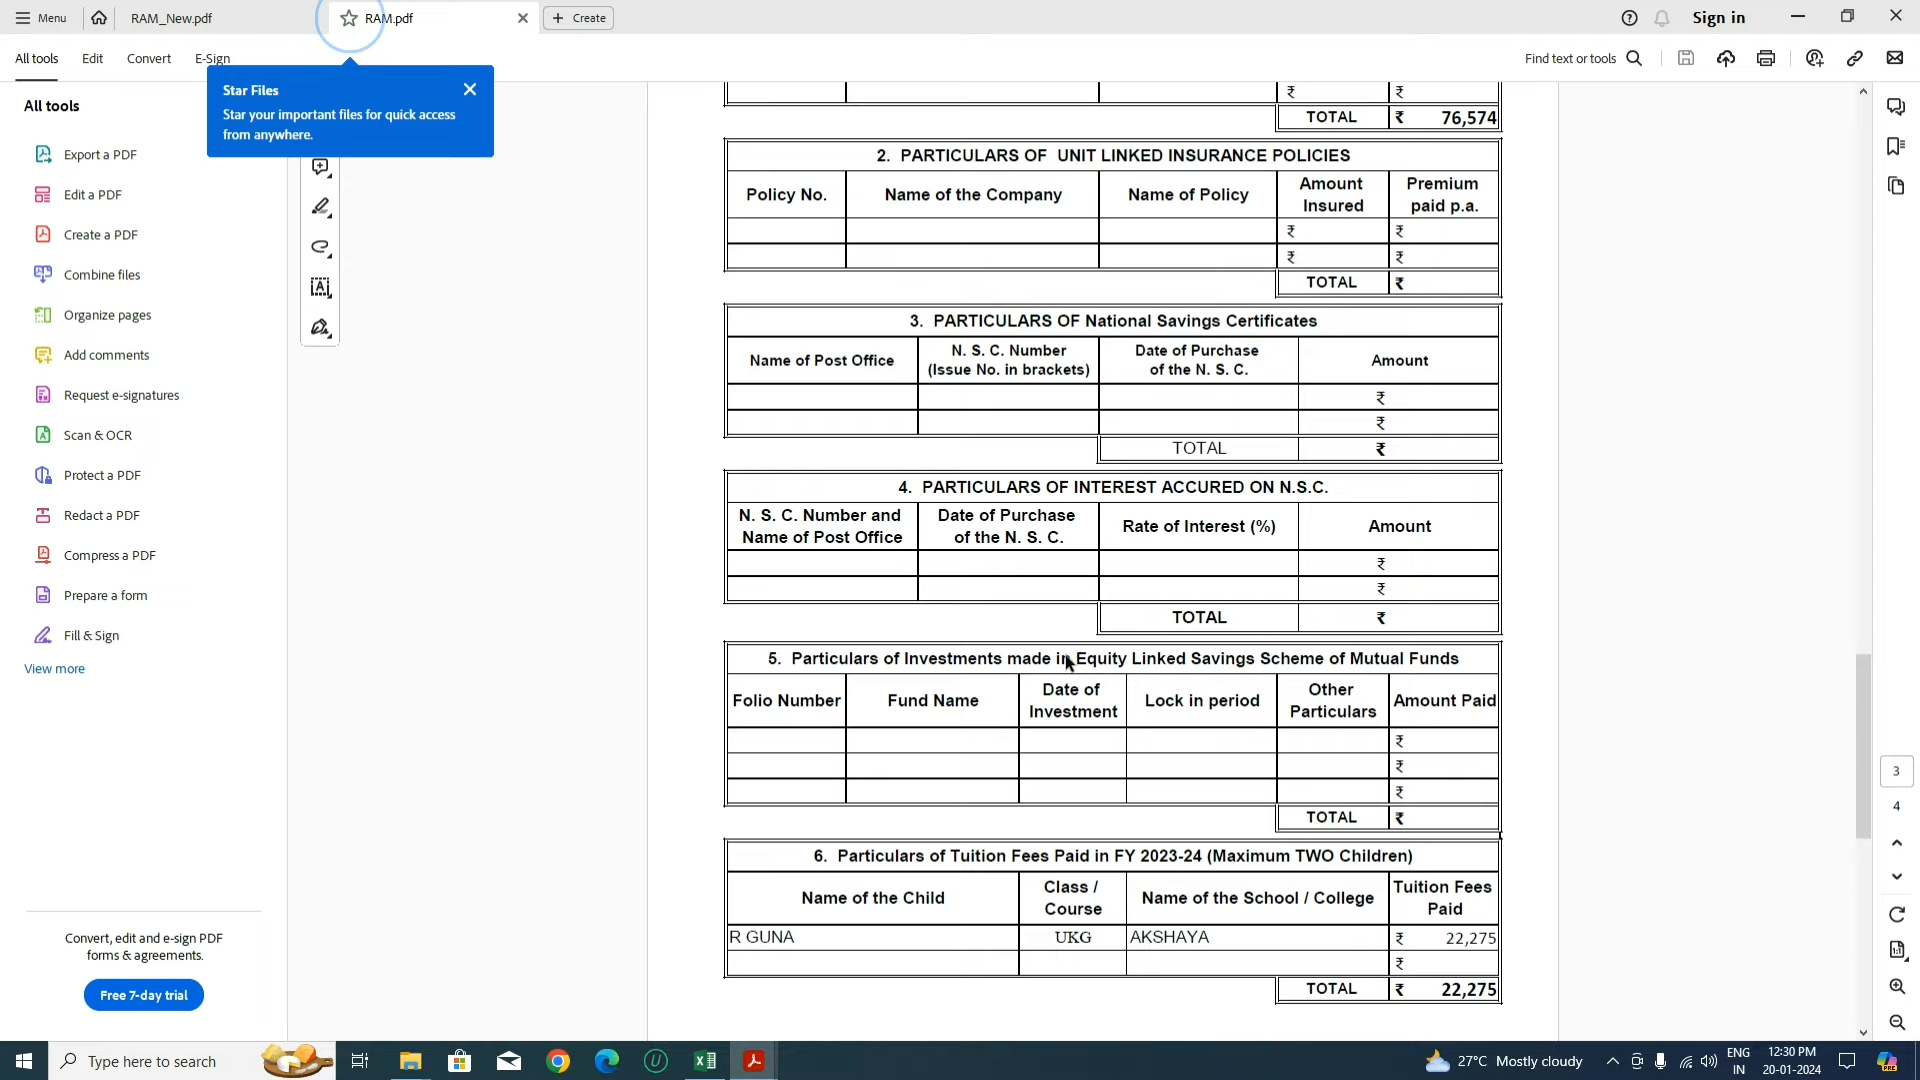 Menu
RAM_New.pdf
RAM.pdf
Create
Sign in
All tools
Edit
Convert
E-Sign
Find text or tools
Star Files
Star your important files for quick access
from anywhere.
All tools
Export a PDF
Edit a PDF
Create a PDF
Combine files
Organize pages
Add comments
Request e-signatures
Scan & OCR
Protect a PDF
Redact a PDF
Compress a PDF
Prepare a form
Fill & Sign
View more
Convert, edit and e-sign PDF
forms & agreements.
Free 7-day trial
₹ ₹
TOTAL ₹ 76,574
2. PARTICULARS OF UNIT LINKED INSURANCE POLICIES
Policy No. Name of the Company Name of Policy Amount Insured Premium paid p.a.
₹ ₹
₹ ₹
TOTAL ₹
3. PARTICULARS OF National Savings Certificates
Name of Post Office N. S. C. Number (Issue No. in brackets) Date of Purchase of the N. S. C. Amount
₹
₹
TOTAL ₹
4. PARTICULARS OF INTEREST ACCURED ON N.S.C.
N. S. C. Number and Name of Post Office Date of Purchase of the N. S. C. Rate of Interest (%) Amount
₹
₹
TOTAL ₹
5. Particulars of Investments made in Equity Linked Savings Scheme of Mutual Funds
Folio Number Fund Name Date of Investment Lock in period Other Particulars Amount Paid
₹
₹
₹
TOTAL ₹
6. Particulars of Tuition Fees Paid in FY 2023-24 (Maximum TWO Children)
Name of the Child Class / Course Name of the School / College Tuition Fees Paid
R GUNA UKG AKSHAYA ₹ 22,275
₹
TOTAL ₹ 22,275
3
4
Type here to search
27°C Mostly cloudy
ENG
IN
12:30 PM
20-01-2024